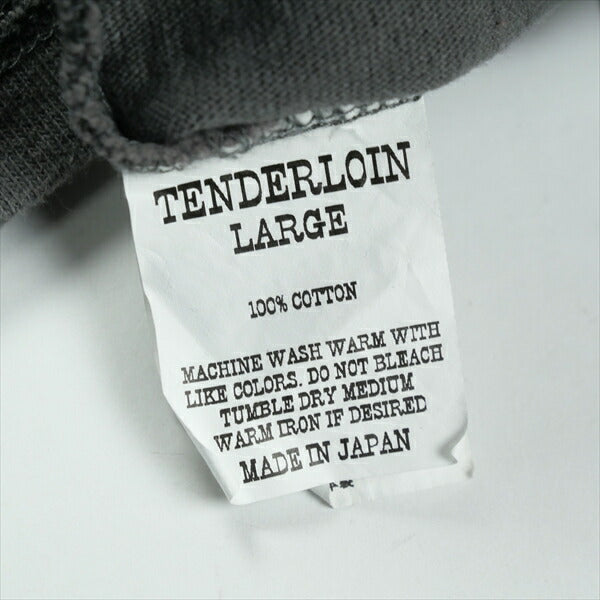 TENDERLOIN
LARGE
100% COTTON
MACHINE WASH WARM WITH
LIKE COLORS. DO NOT BLEACH
TUMBLE DRY MEDIUM
WARM IRON IF DESIRED
MADE IN JAPAN